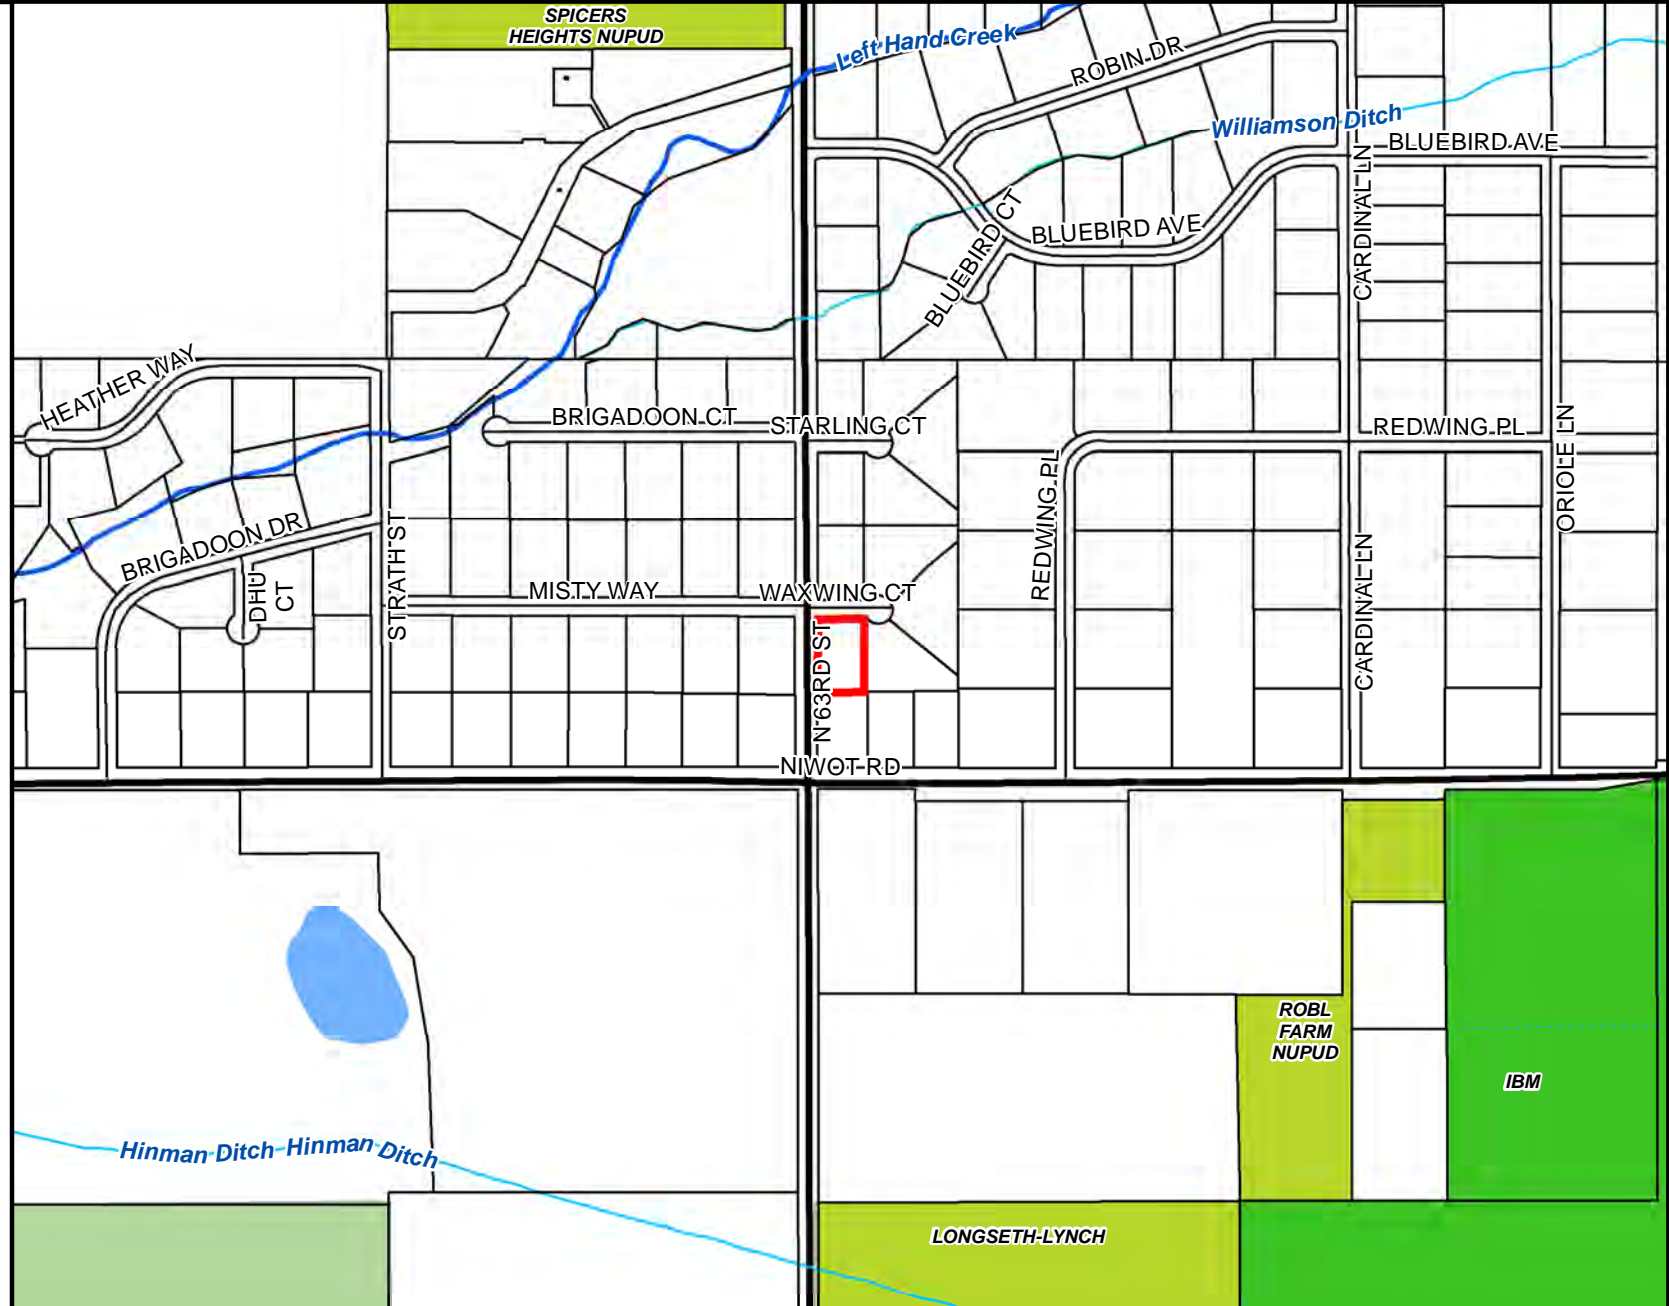 SPICERS
HEIGHTS NUPUD
Left Hand Creek
ROBIN DR
Williamson Ditch
BLUEBIRD AVE
CARDINAL LN
BLUEBIRD CT
BLUEBIRD AVE
HEATHER WAY
BRIGADOON CT
STARLING CT
REDWING PL
ORIOLE LN
REDWING PL
BRIGADOON DR
STRATH ST
DHU
CT
MISTY WAY
WAXWING CT
CARDINAL LN
N 63RD ST
NIWOT RD
ROBL
FARM
NUPUD
IBM
Hinman Ditch Hinman Ditch
LONGSETH-LYNCH